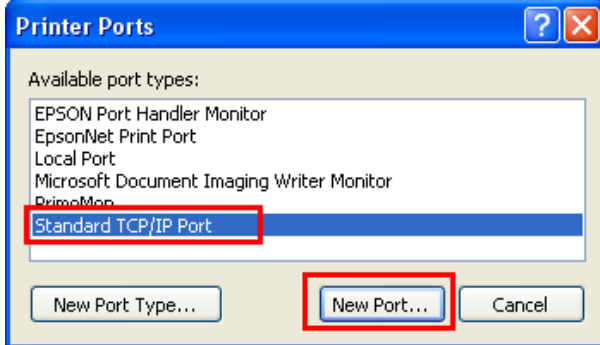 Printer Ports
Available port types:
EPSON Port Handler Monitor
EpsonNet Print Port
Local Port
Microsoft Document Imaging Writer Monitor
PrimoMon
Standard TCP/IP Port
New Port Type... New Port... Cancel